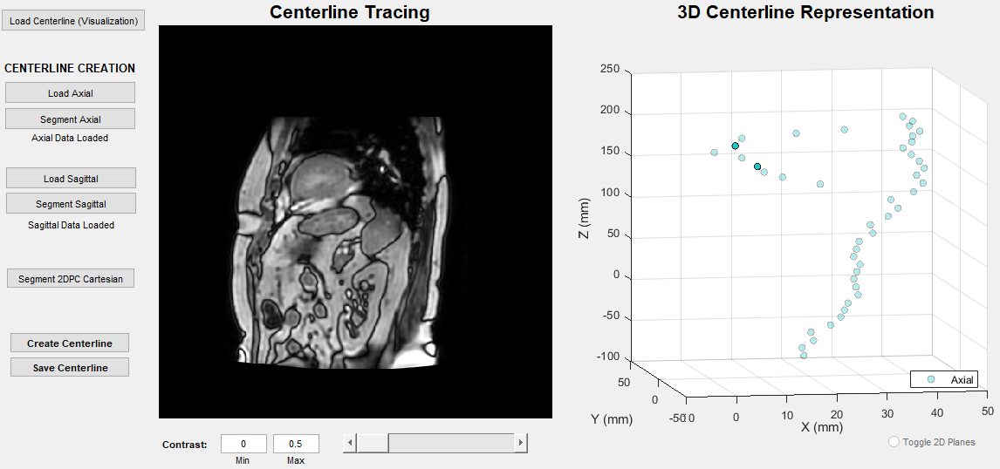 Load Centerline (Visualization)
CENTERLINE CREATION
Load Axial
Segment Axial
Axial Data Loaded
Load Sagittal
Segment Sagittal
Sagittal Data Loaded
Segment 2DPC Cartesian
Create Centerline
Save Centerline
Centerline Tracing
Contrast:
0
0.5
Min
Max
3D Centerline Representation
250
200
150
100
50
0
-50
-100
Z (mm)
50
0
-50
Y (mm)
0
10
20
30
40
50
X (mm)
Axial
Toggle 2D Planes